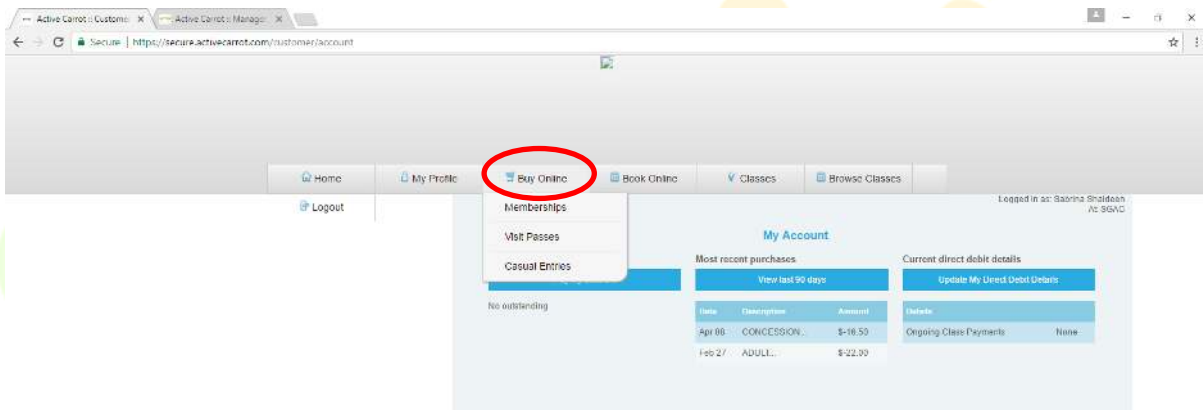 Active Carrot :: Custome
Active Carrot :: Manager
Secure | https://secure.activecarrot.com/customer/account
Home
My Profile
Buy Online
Book Online
Classes
Browse Classes
Logout
Memberships
Visit Passes
Casual Entries
Logged in as: Sabrina Shaldeen
At: SGAC
My Account
Most recent purchases
Current direct debit details
View last 90 days
Update My Direct Debit Details
No outstanding
Date Description Amount
Details
Apr 06 CONCESSION... $-16.50
Ongoing Class Payments None
Feb 27 ADULT... $-22.00